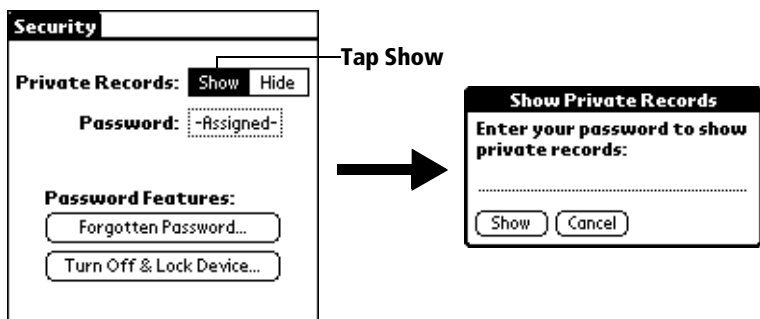 Security
Tap Show
Private Records: Show Hide
Password: -Assigned-
Password Features:
Forgotten Password...
Turn Off & Lock Device...
Show Private Records
Enter your password to show
private records:
Show Cancel